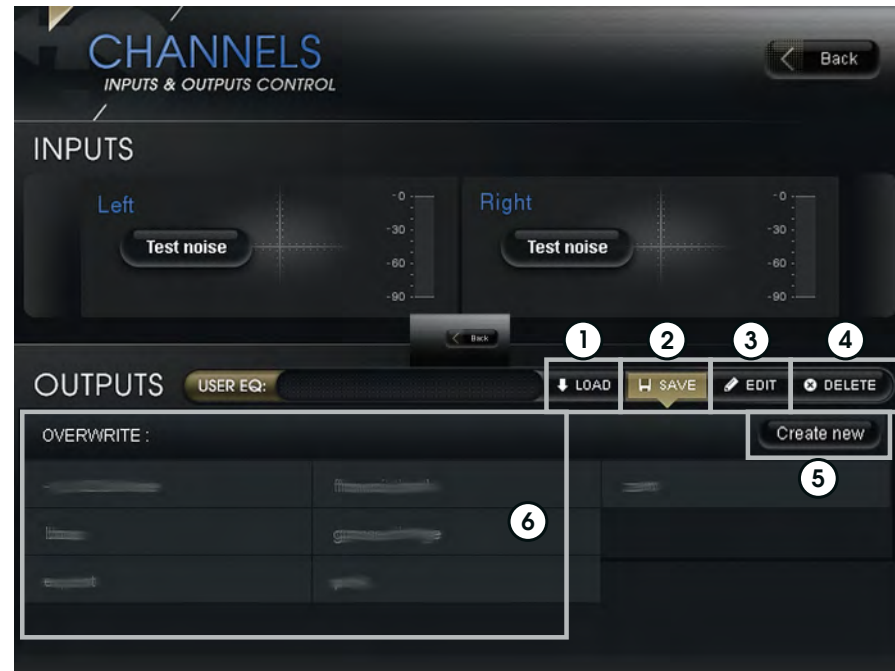 CHANNELS
INPUTS & OUTPUTS CONTROL
Back
INPUTS
Left
Test noise
-0
-30
-60
-90
Right
Test noise
-0
-30
-60
-90
Back
1
2
3
4
OUTPUTS
USER EQ:
LOAD
SAVE
EDIT
DELETE
OVERWRITE :
Create new
5
6